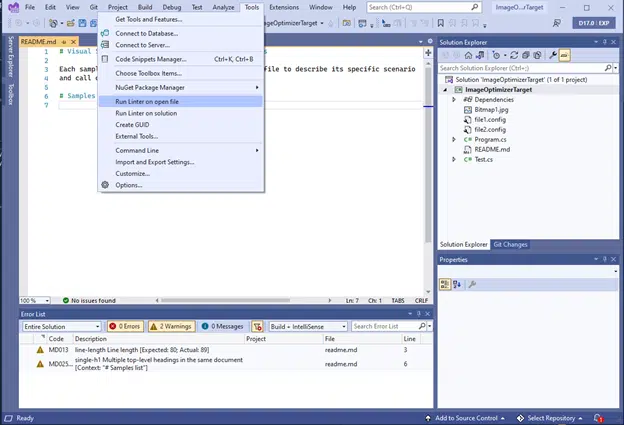 File Edit View Git Project Build Debug Test Analyze Tools Extensions Window Help Search (Ctrl+Q) ImageO...rTarget
ImageOptimizerTarget D17.0 | EXP
Server Explorer
Toolbox
README.md
# Visual S
Each sampl
and call o
# Samples
7
file to describe its specific scenario
Get Tools and Features...
Connect to Database...
Connect to Server...
Code Snippets Manager... Ctrl+K, Ctrl+B
Choose Toolbox Items...
NuGet Package Manager
Run Linter on open file
Run Linter on solution
Create GUID
External Tools...
Command Line
Import and Export Settings...
Customize...
Options...
100 % No issues found Ln: 7 Ch: 1 TABS CRLF
Solution Explorer
Search Solution Explorer (Ctrl+;)
Solution 'ImageOptimizerTarget' (1 of 1 project)
ImageOptimizerTarget
Dependencies
Bitmap1.jpg
file1.config
file2.config
Program.cs
README.md
Test.cs
Solution Explorer Git Changes
Properties
Error List
Entire Solution 0 Errors 2 Warnings 0 Messages Build + IntelliSense Search Error List
Code Description Project File Line
MD013 line-length Line length [Expected: 80; Actual: 89] readme.md 3
MD025... single-h1 Multiple top-level headings in the same document [Context: "# Samples list"] readme.md 6
Ready Add to Source Control Select Repository 1